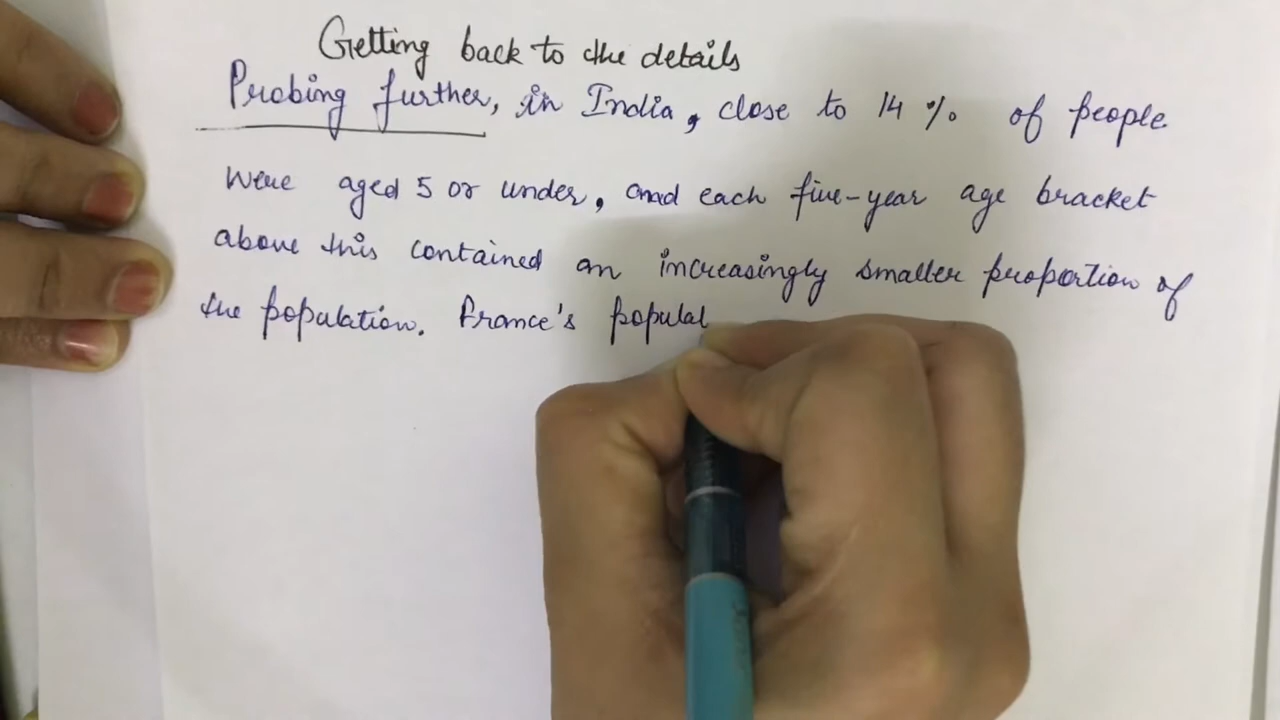 Getting back to the details
Probing further, in India, close to 14 % of people
were aged 5 or under, and each five-year age bracket
above this contained an increasingly smaller proportion of
the population. France's populat